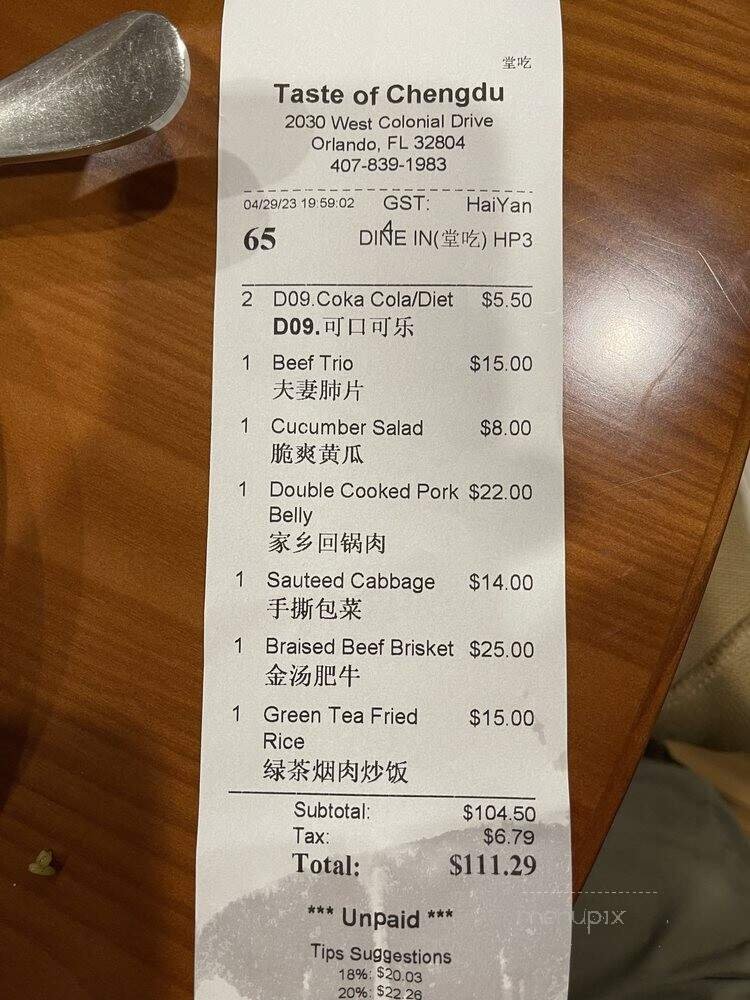 堂吃
Taste of Chengdu
2030 West Colonial Drive
Orlando, FL 32804
407-839-1983
04/29/23 19:59:02 GST: 4 HaiYan
65 DINE IN(堂吃) HP3
2 D09.Coka Cola/Diet $5.50
D09.可口可乐
1 Beef Trio $15.00
夫妻肺片
1 Cucumber Salad $8.00
脆爽黄瓜
1 Double Cooked Pork $22.00
Belly
家乡回锅肉
1 Sauteed Cabbage $14.00
手撕包菜
1 Braised Beef Brisket $25.00
金汤肥牛
1 Green Tea Fried $15.00
Rice
绿茶烟肉炒饭
Subtotal: $104.50
Tax: $6.79
Total: $111.29
*** Unpaid ***
Tips Suggestions
18%: $20.03
20%: $22.26
menupix